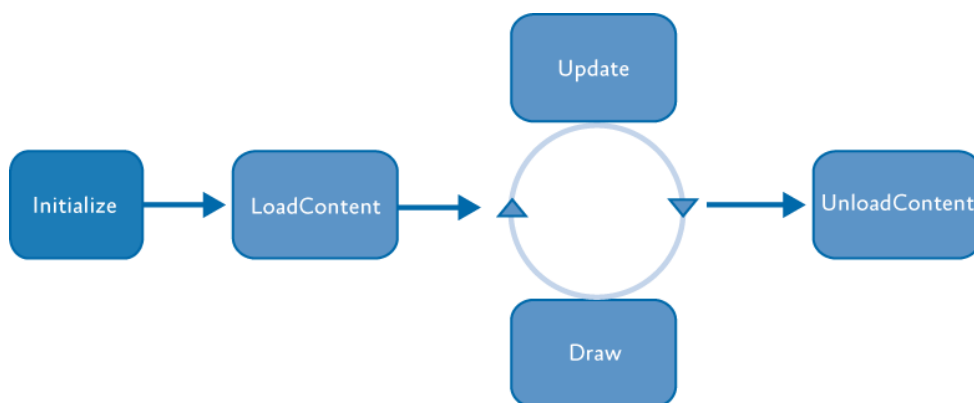 Initialize
LoadContent
Update
Draw
UnloadContent